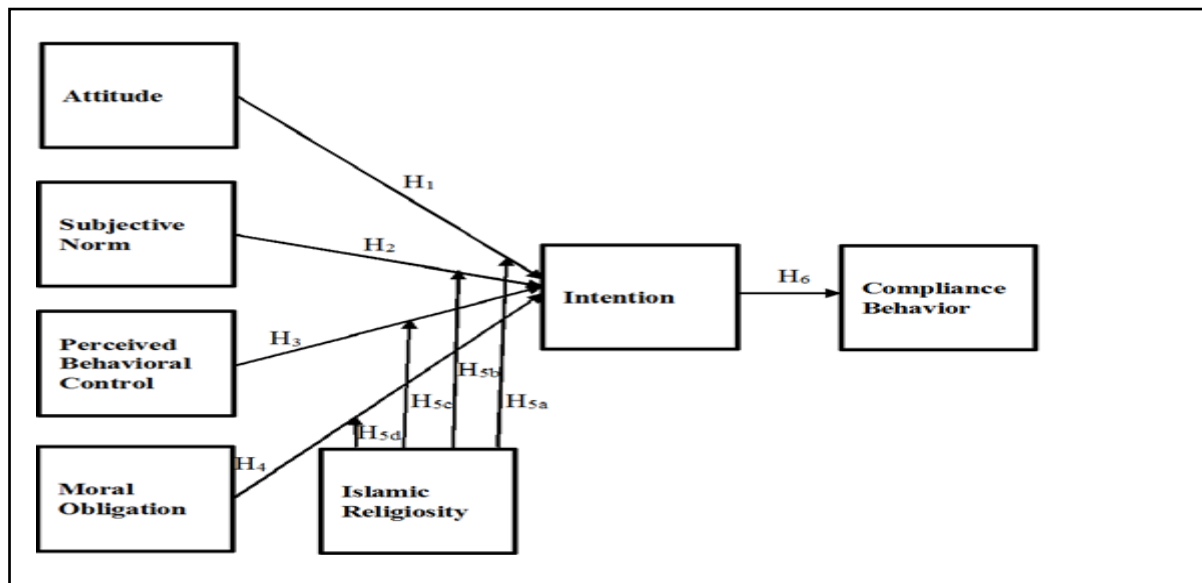 Attitude
H₁
Subjective
Norm
H₂
Intention
H₆
Compliance
Behavior
Perceived
Behavioral
Control
H₃
H₅b
H₅c
H₅a
H₅d
H₄
Moral
Obligation
Islamic
Religiosity